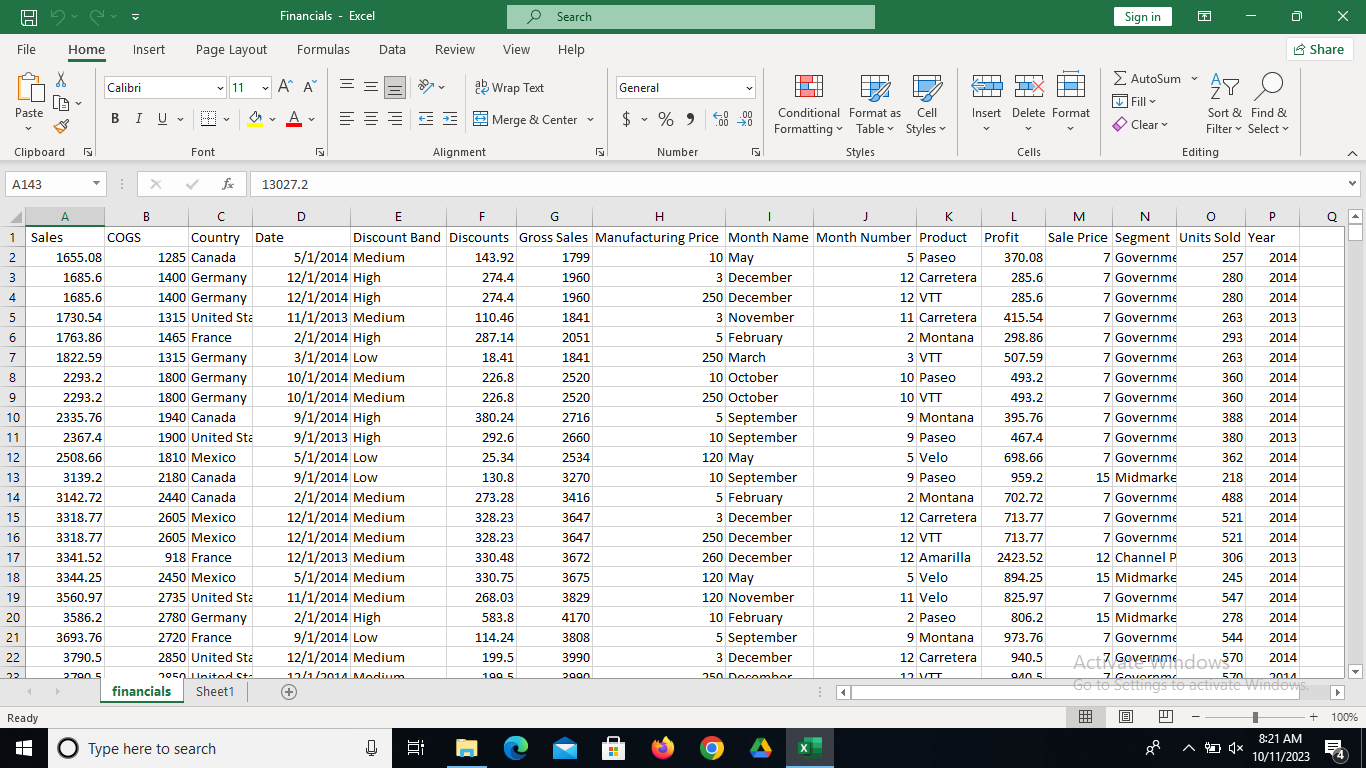 Financials - Excel
Search
Sign in
File Home Insert Page Layout Formulas Data Review View Help
Share
Paste
Clipboard
Calibri 11
B I U
Font
Wrap Text
Merge & Center
Alignment
General
$ % ,
Number
Conditional Formatting
Format as Table
Cell Styles
Styles
Insert Delete Format
Cells
AutoSum
Fill
Clear
Sort & Filter
Find & Select
Editing
A143 fx 13027.2
A B C D E F G H I J K L M N O P Q
1 Sales COGS Country Date Discount Band Discounts Gross Sales Manufacturing Price Month Name Month Number Product Profit Sale Price Segment Units Sold Year
2 1655.08 1285 Canada 5/1/2014 Medium 143.92 1799 10 May 5 Paseo 370.08 7 Governme 257 2014
3 1685.6 1400 Germany 12/1/2014 High 274.4 1960 3 December 12 Carretera 285.6 7 Governme 280 2014
4 1685.6 1400 Germany 12/1/2014 High 274.4 1960 250 December 12 VTT 285.6 7 Governme 280 2014
5 1730.54 1315 United Sta 11/1/2013 Medium 110.46 1841 3 November 11 Carretera 415.54 7 Governme 263 2013
6 1763.86 1465 France 2/1/2014 High 287.14 2051 5 February 2 Montana 298.86 7 Governme 293 2014
7 1822.59 1315 Germany 3/1/2014 Low 18.41 1841 250 March 3 VTT 507.59 7 Governme 263 2014
8 2293.2 1800 Germany 10/1/2014 Medium 226.8 2520 10 October 10 Paseo 493.2 7 Governme 360 2014
9 2293.2 1800 Germany 10/1/2014 Medium 226.8 2520 250 October 10 VTT 493.2 7 Governme 360 2014
10 2335.76 1940 Canada 9/1/2014 High 380.24 2716 5 September 9 Montana 395.76 7 Governme 388 2014
11 2367.4 1900 United Sta 9/1/2013 High 292.6 2660 10 September 9 Paseo 467.4 7 Governme 380 2013
12 2508.66 1810 Mexico 5/1/2014 Low 25.34 2534 120 May 5 Velo 698.66 7 Governme 362 2014
13 3139.2 2180 Canada 9/1/2014 Low 130.8 3270 10 September 9 Paseo 959.2 15 Midmarke 218 2014
14 3142.72 2440 Canada 2/1/2014 Medium 273.28 3416 5 February 2 Montana 702.72 7 Governme 488 2014
15 3318.77 2605 Mexico 12/1/2014 Medium 328.23 3647 3 December 12 Carretera 713.77 7 Governme 521 2014
16 3318.77 2605 Mexico 12/1/2014 Medium 328.23 3647 250 December 12 VTT 713.77 7 Governme 521 2014
17 3341.52 918 France 12/1/2013 Medium 330.48 3672 260 December 12 Amarilla 2423.52 12 Channel P 306 2013
18 3344.25 2450 Mexico 5/1/2014 Medium 330.75 3675 120 May 5 Velo 894.25 15 Midmarke 245 2014
19 3560.97 2735 United Sta 11/1/2014 Medium 268.03 3829 120 November 11 Velo 825.97 7 Governme 547 2014
20 3586.2 2780 Germany 2/1/2014 High 583.8 4170 10 February 2 Paseo 806.2 15 Midmarke 278 2014
21 3693.76 2720 France 9/1/2014 Low 114.24 3808 5 September 9 Montana 973.76 7 Governme 544 2014
22 3790.5 2850 United Sta 12/1/2014 Medium 199.5 3990 3 December 12 Carretera 940.5 7 Governme 570 2014
23 3790.5 2850 United Sta 12/1/2014 Medium 199.5 3990 250 December 12 VTT 940.5 7 Governme 570 2014
Activate Windows
Go to Settings to activate Windows.
financials Sheet1
Ready
100%
Type here to search
8:21 AM
10/11/2023
4